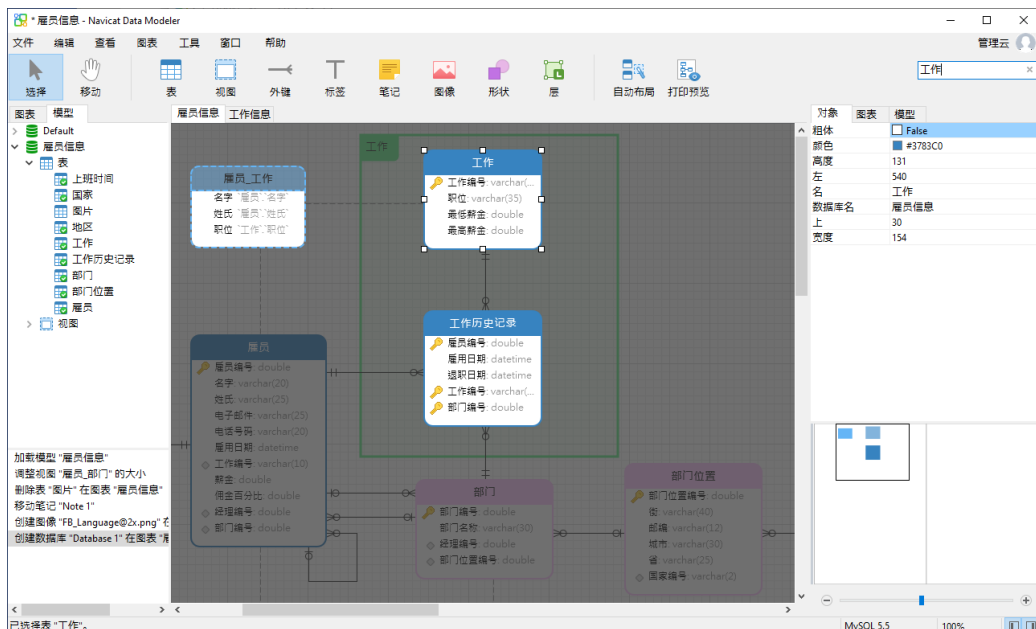 * 雇员信息 - Navicat Data Modeler
文件 编辑 查看 图表 工具 窗口 帮助
管理云
选择 移动 表 视图 外键 标签 笔记 图像 形状 层 自动布局 打印预览
工作
图表 模型
Default
雇员信息
表
上班时间
国家
图片
地区
工作
工作历史记录
部门
部门位置
雇员
视图
加载模型 "雇员信息"
调整视图 "雇员_部门" 的大小
删除表 "图片" 在图表 "雇员信息"
移动笔记 "Note 1"
创建图像 "FB_Language@2x.png" 在
创建数据库 "Database 1" 在图表 "雇
雇员信息 工作信息
工作
雇员_工作
名字 `雇员`.`名字`
姓氏 `雇员`.`姓氏`
职位 `工作`.`职位`
工作
工作编号: varchar(...
职位: varchar(35)
最低薪金: double
最高薪金: double
工作历史记录
雇员编号: double
雇用日期: datetime
退职日期: datetime
工作编号: varchar(...
部门编号: double
雇员
雇员编号: double
名字: varchar(20)
姓氏: varchar(25)
电子邮件: varchar(25)
电话号码: varchar(20)
雇用日期: datetime
工作编号: varchar(10)
薪金: double
佣金百分比: double
经理编号: double
部门编号: double
部门
部门编号: double
部门名称: varchar(30)
经理编号: double
部门位置编号: double
部门位置
部门位置编号: double
街: varchar(40)
邮编: varchar(12)
城市: varchar(30)
省: varchar(25)
国家编号: varchar(2)
对象 图表 模型
粗体 False
颜色 #3783C0
高度 131
左 540
名 工作
数据库名 雇员信息
上 30
宽度 154
已选择表 "工作"。
MySQL 5.5
100%